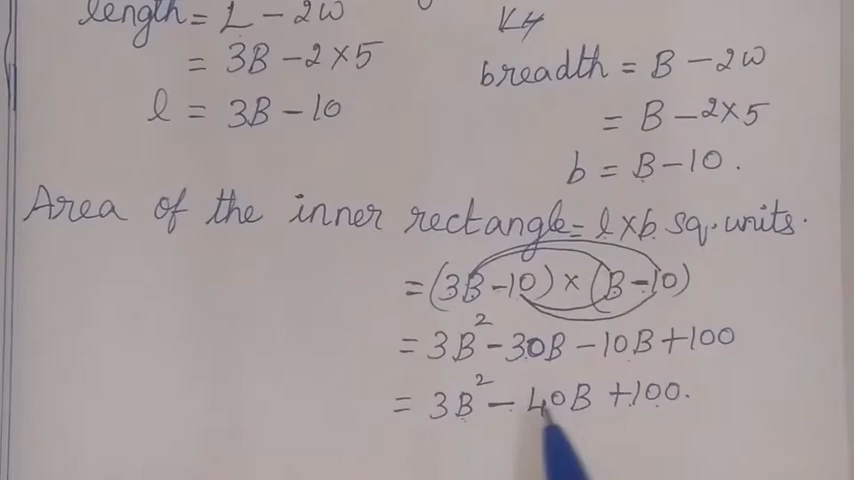 length = L - 2w
= 3B - 2 × 5
l = 3B - 10
breadth = B - 2w
= B - 2 × 5
b = B - 10.
Area of the inner rectangle = l × b sq. units.
= (3B - 10) × (B - 10)
= 3B² - 30B - 10B + 100
= 3B² - 40B + 100.